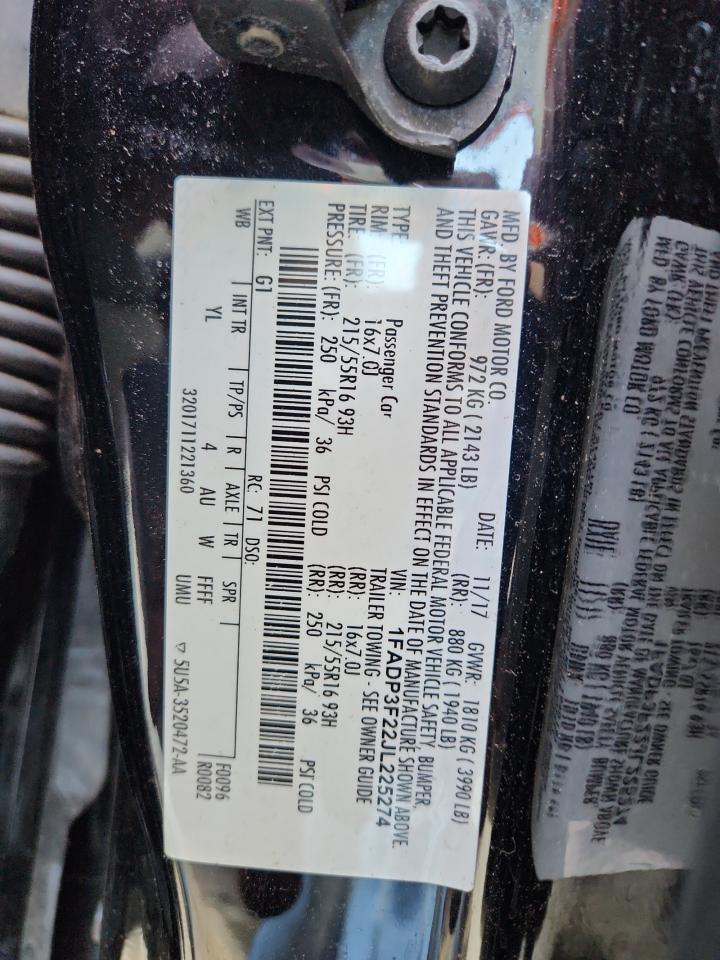 MFD. BY FORD MOTOR CO. DATE: 11/17 GVWR: 1810 KG ( 3990 LB)
GAWR: (FR): 972 KG ( 2143 LB) (RR): 880 KG ( 1940 LB)
THIS VEHICLE CONFORMS TO ALL APPLICABLE FEDERAL MOTOR VEHICLE SAFETY, BUMPER,
AND THEFT PREVENTION STANDARDS IN EFFECT ON THE DATE OF MANUFACTURE SHOWN ABOVE.
VIN: 1FADP3F22JL225274
TYPE: Passenger Car TRAILER TOWING - SEE OWNER GUIDE
RIM: (FR): 16x7.0J (RR): 16x7.0J
TIRE: (FR): 215/55R16 93H (RR): 215/55R16 93H
PRESSURE: (FR): 250 kPa/ 36 PSI COLD (RR): 250 kPa/ 36 PSI COLD
EXT PNT: G1 RC: 71 DSO: F0096
WB INT TR TP/PS R AXLE TR SPR R0082
YL 4 AU W FFFF UMU
3201711221360 ▽ 5U5A-3520472-AA